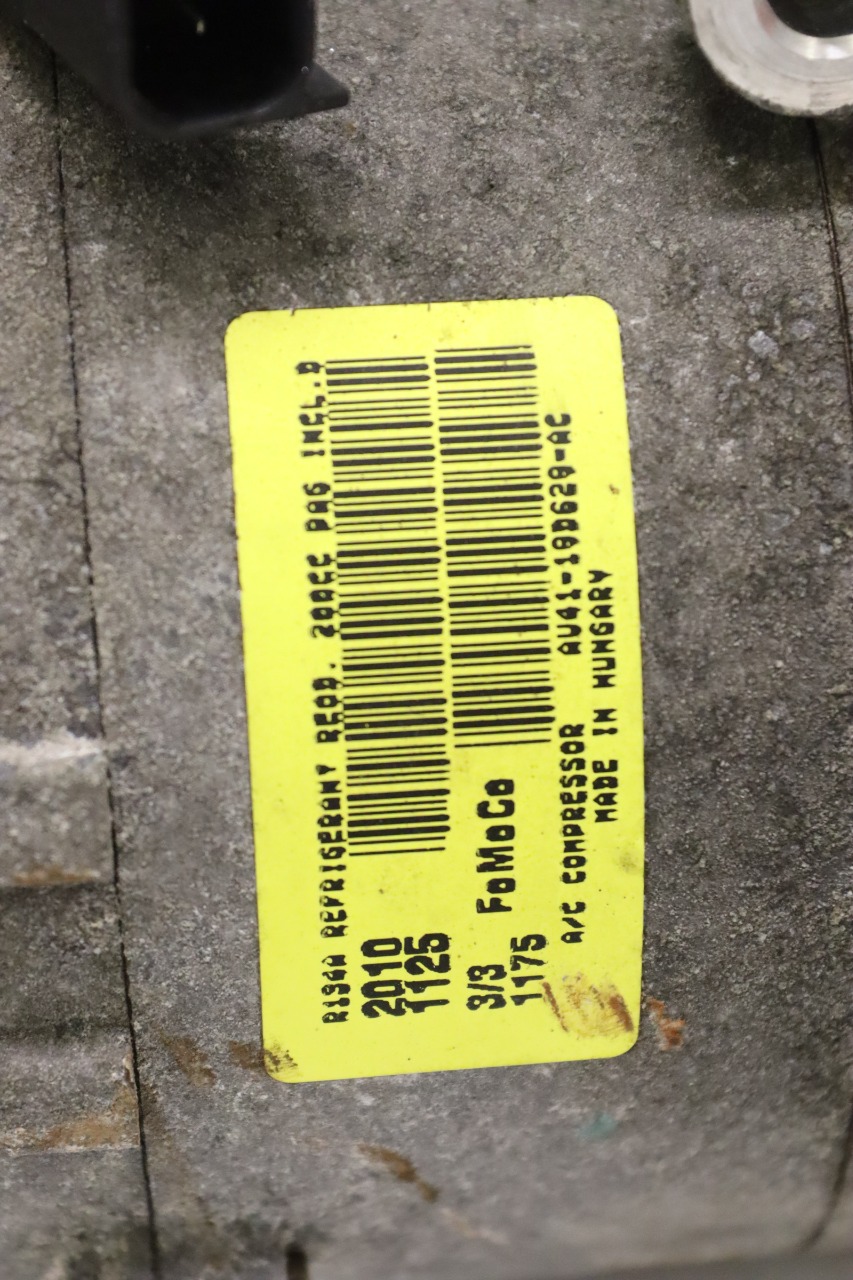 R134A REFRIGERANT REQD. 200CC PAG INCL.D
2010
1125
3/3
1175
FoMoCo
A/C COMPRESSOR AU41-19D629-AC
MADE IN HUNGARY